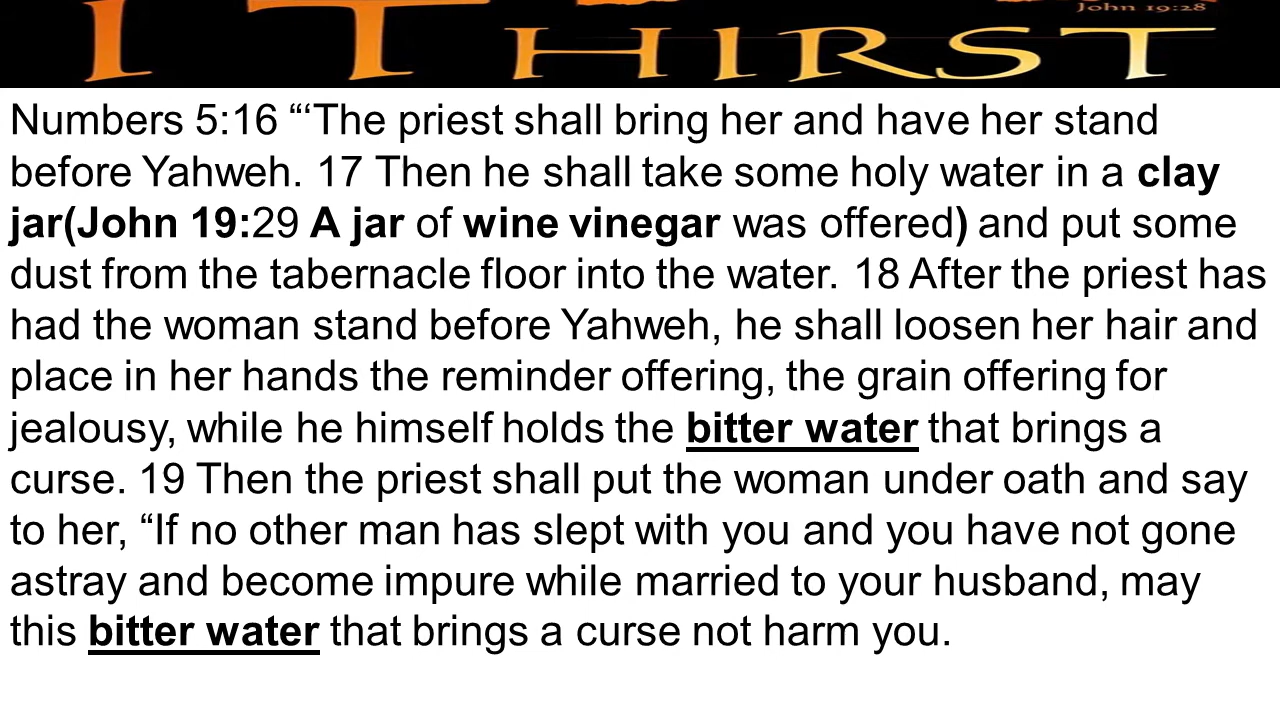 John 19:28
I THIRST
Numbers 5:16 “‘The priest shall bring her and have her stand
before Yahweh. 17 Then he shall take some holy water in a clay
jar(John 19:29 A jar of wine vinegar was offered) and put some
dust from the tabernacle floor into the water. 18 After the priest has
had the woman stand before Yahweh, he shall loosen her hair and
place in her hands the reminder offering, the grain offering for
jealousy, while he himself holds the bitter water that brings a
curse. 19 Then the priest shall put the woman under oath and say
to her, “If no other man has slept with you and you have not gone
astray and become impure while married to your husband, may
this bitter water that brings a curse not harm you.